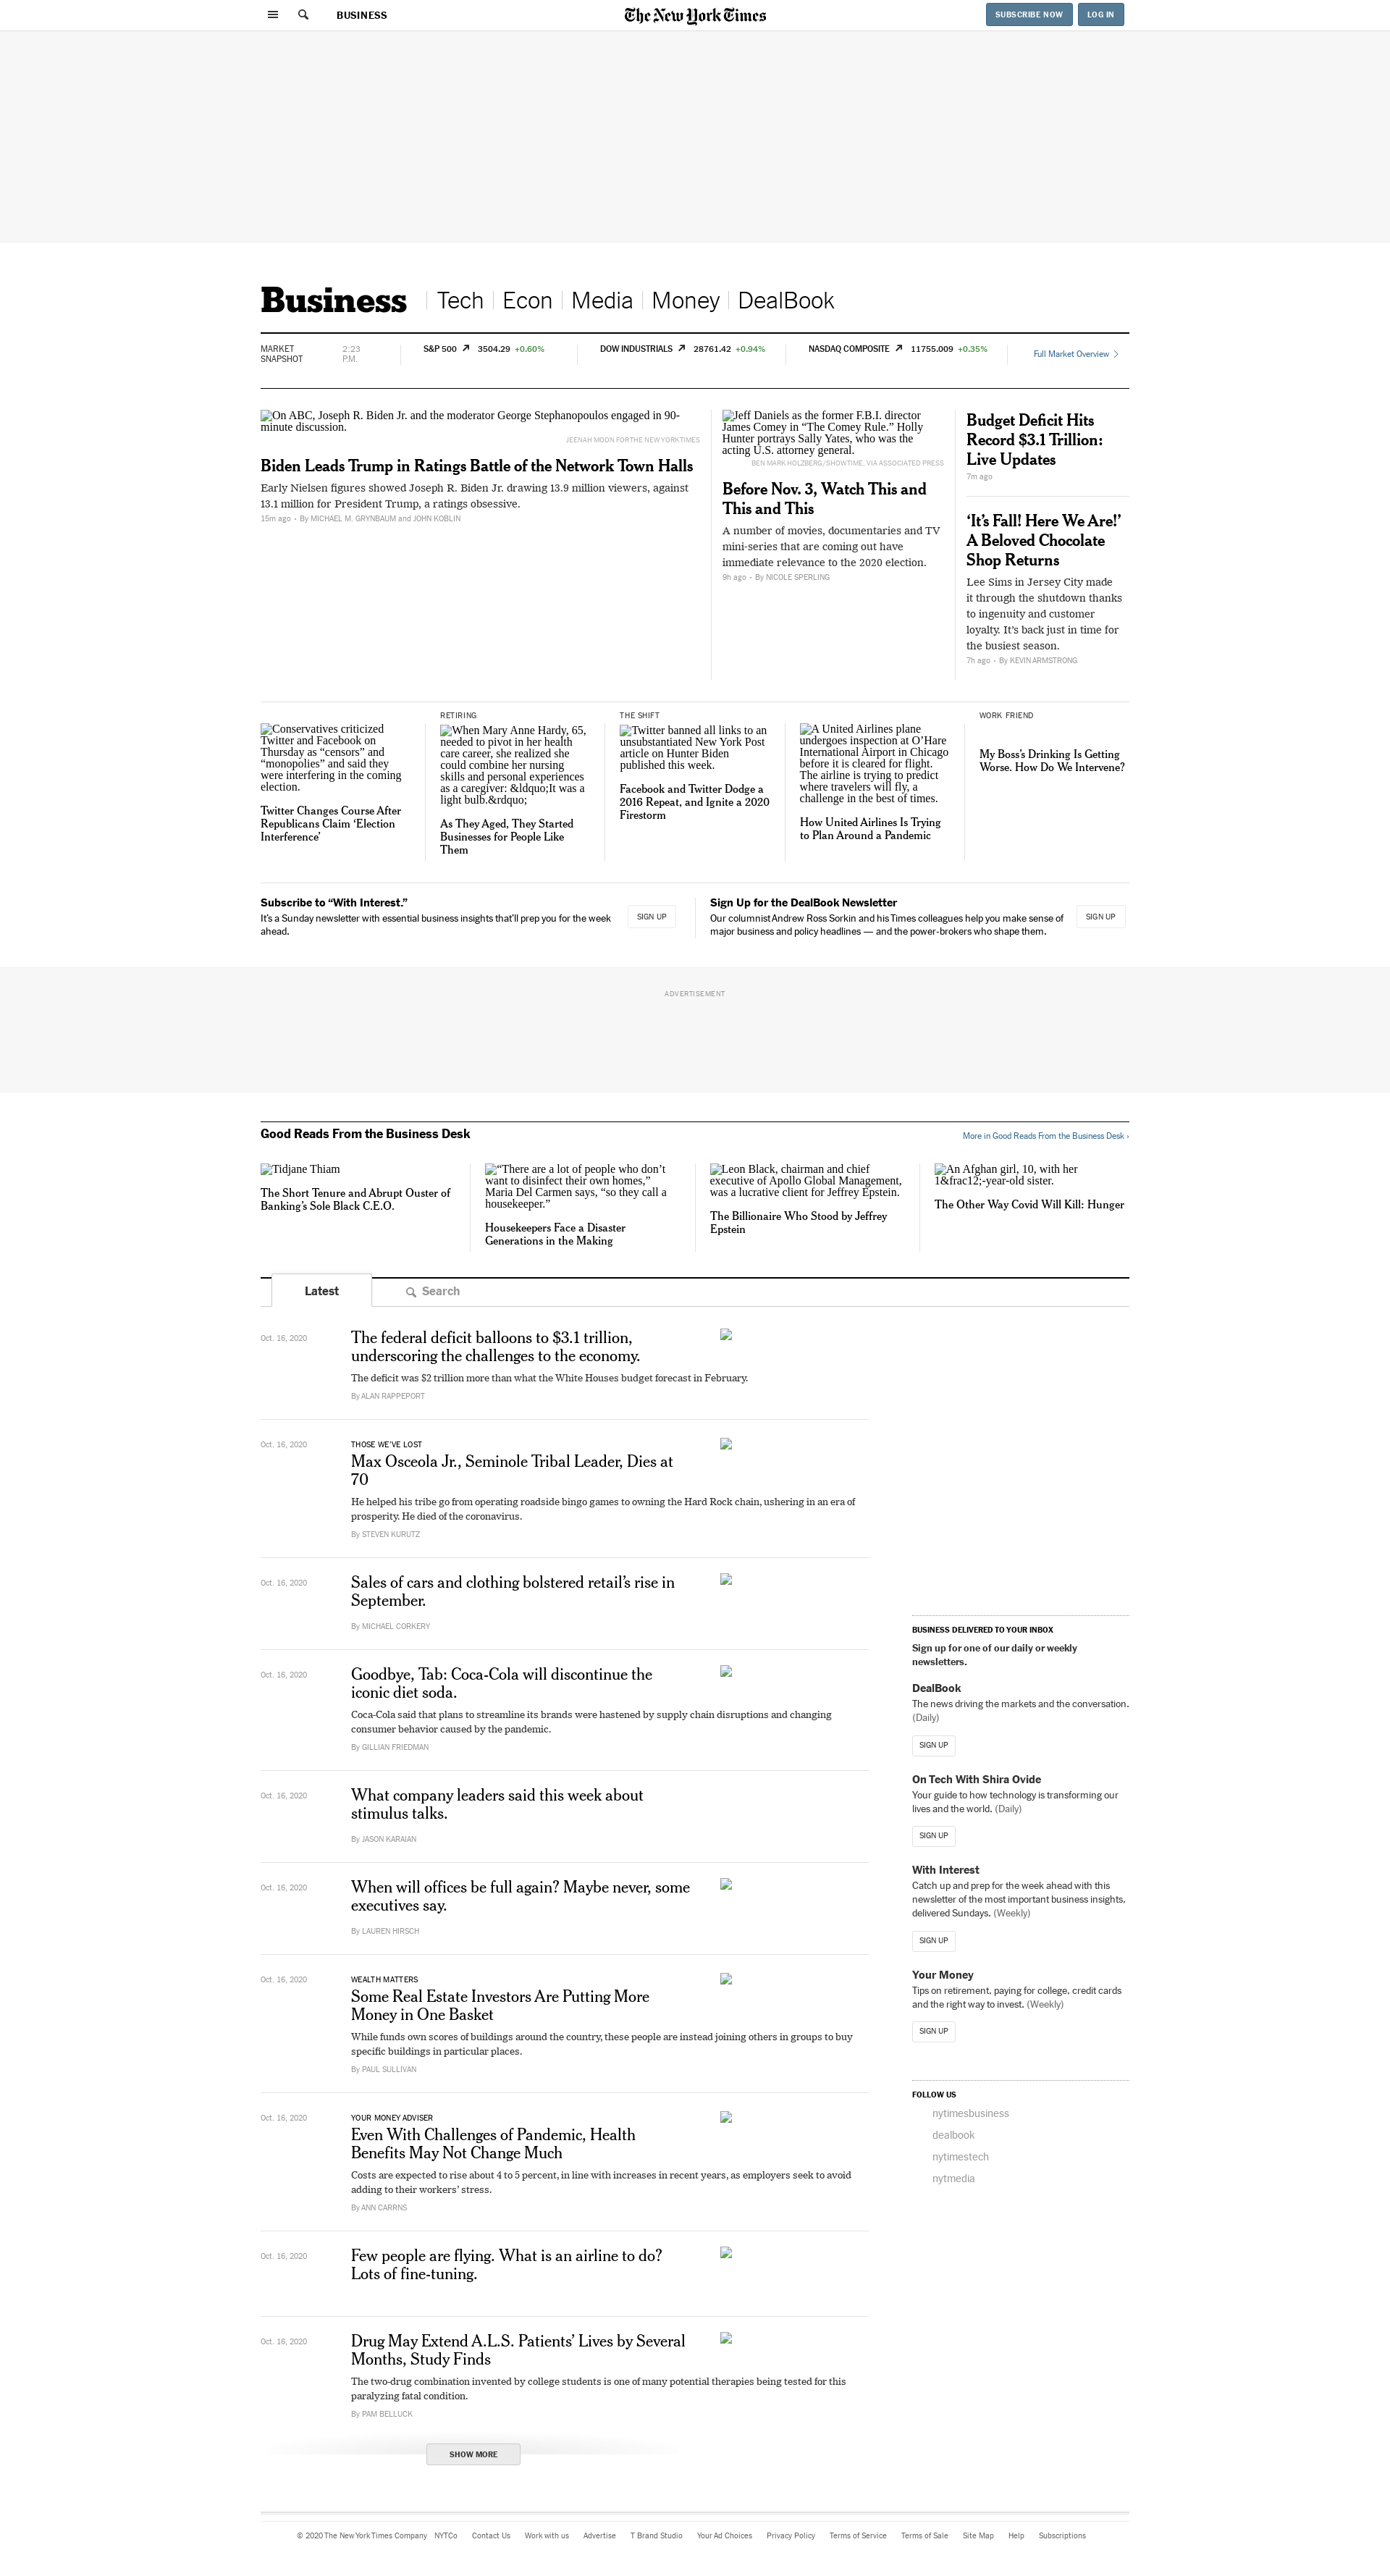 BUSINESS
The New York Times
SUBSCRIBE NOW
LOG IN
Business
Tech
Econ
Media
Money
DealBook
MARKET
SNAPSHOT
2:23
P.M.
S&P 500 3504.29 +0.60%
DOW INDUSTRIALS 28761.42 +0.94%
NASDAQ COMPOSITE 11755.009 +0.35%
Full Market Overview
On ABC, Joseph R. Biden Jr. and the moderator George Stephanopoulos engaged in 90-
minute discussion.
JEENAH MOON FOR THE NEW YORK TIMES
Biden Leads Trump in Ratings Battle of the Network Town Halls
Early Nielsen figures showed Joseph R. Biden Jr. drawing 13.9 million viewers, against
13.1 million for President Trump, a ratings obsessive.
15m ago • By MICHAEL M. GRYNBAUM and JOHN KOBLIN
Jeff Daniels as the former F.B.I. director
James Comey in “The Comey Rule.” Holly
Hunter portrays Sally Yates, who was the
acting U.S. attorney general.
BEN MARK HOLZBERG/SHOWTIME, VIA ASSOCIATED PRESS
Before Nov. 3, Watch This and
This and This
A number of movies, documentaries and TV
mini-series that are coming out have
immediate relevance to the 2020 election.
9h ago • By NICOLE SPERLING
Budget Deficit Hits
Record $3.1 Trillion:
Live Updates
7m ago
‘It’s Fall! Here We Are!’
A Beloved Chocolate
Shop Returns
Lee Sims in Jersey City made
it through the shutdown thanks
to ingenuity and customer
loyalty. It’s back just in time for
the busiest season.
7h ago • By KEVIN ARMSTRONG
Conservatives criticized
Twitter and Facebook on
Thursday as “censors” and
“monopolies” and said they
were interfering in the coming
election.
Twitter Changes Course After
Republicans Claim ‘Election
Interference’
RETIRING
When Mary Anne Hardy, 65,
needed to pivot in her health
care career, she realized she
could combine her nursing
skills and personal experiences
as a caregiver: &ldquo;It was a
light bulb.&rdquo;
As They Aged, They Started
Businesses for People Like
Them
THE SHIFT
Twitter banned all links to an
unsubstantiated New York Post
article on Hunter Biden
published this week.
Facebook and Twitter Dodge a
2016 Repeat, and Ignite a 2020
Firestorm
A United Airlines plane
undergoes inspection at O’Hare
International Airport in Chicago
before it is cleared for flight.
The airline is trying to predict
where travelers will fly, a
challenge in the best of times.
How United Airlines Is Trying
to Plan Around a Pandemic
WORK FRIEND
My Boss’s Drinking Is Getting
Worse. How Do We Intervene?
Subscribe to “With Interest.”
It’s a Sunday newsletter with essential business insights that’ll prep you for the week
ahead.
SIGN UP
Sign Up for the DealBook Newsletter
Our columnist Andrew Ross Sorkin and his Times colleagues help you make sense of
major business and policy headlines — and the power-brokers who shape them.
SIGN UP
ADVERTISEMENT
Good Reads From the Business Desk
More in Good Reads From the Business Desk ›
Tidjane Thiam
The Short Tenure and Abrupt Ouster of
Banking’s Sole Black C.E.O.
“There are a lot of people who don’t
want to disinfect their own homes,”
Maria Del Carmen says, “so they call a
housekeeper.”
Housekeepers Face a Disaster
Generations in the Making
Leon Black, chairman and chief
executive of Apollo Global Management,
was a lucrative client for Jeffrey Epstein.
The Billionaire Who Stood by Jeffrey
Epstein
An Afghan girl, 10, with her
1&frac12;-year-old sister.
The Other Way Covid Will Kill: Hunger
Latest
Search
Oct. 16, 2020
The federal deficit balloons to $3.1 trillion,
underscoring the challenges to the economy.
The deficit was $2 trillion more than what the White Houses budget forecast in February.
By ALAN RAPPEPORT
Oct. 16, 2020
THOSE WE’VE LOST
Max Osceola Jr., Seminole Tribal Leader, Dies at
70
He helped his tribe go from operating roadside bingo games to owning the Hard Rock chain, ushering in an era of
prosperity. He died of the coronavirus.
By STEVEN KURUTZ
Oct. 16, 2020
Sales of cars and clothing bolstered retail’s rise in
September.
By MICHAEL CORKERY
Oct. 16, 2020
Goodbye, Tab: Coca-Cola will discontinue the
iconic diet soda.
Coca-Cola said that plans to streamline its brands were hastened by supply chain disruptions and changing
consumer behavior caused by the pandemic.
By GILLIAN FRIEDMAN
Oct. 16, 2020
What company leaders said this week about
stimulus talks.
By JASON KARAIAN
Oct. 16, 2020
When will offices be full again? Maybe never, some
executives say.
By LAUREN HIRSCH
Oct. 16, 2020
WEALTH MATTERS
Some Real Estate Investors Are Putting More
Money in One Basket
While funds own scores of buildings around the country, these people are instead joining others in groups to buy
specific buildings in particular places.
By PAUL SULLIVAN
Oct. 16, 2020
YOUR MONEY ADVISER
Even With Challenges of Pandemic, Health
Benefits May Not Change Much
Costs are expected to rise about 4 to 5 percent, in line with increases in recent years, as employers seek to avoid
adding to their workers’ stress.
By ANN CARRNS
Oct. 16, 2020
Few people are flying. What is an airline to do?
Lots of fine-tuning.
Oct. 16, 2020
Drug May Extend A.L.S. Patients’ Lives by Several
Months, Study Finds
The two-drug combination invented by college students is one of many potential therapies being tested for this
paralyzing fatal condition.
By PAM BELLUCK
SHOW MORE
BUSINESS DELIVERED TO YOUR INBOX
Sign up for one of our daily or weekly
newsletters.
DealBook
The news driving the markets and the conversation.
(Daily)
SIGN UP
On Tech With Shira Ovide
Your guide to how technology is transforming our
lives and the world. (Daily)
SIGN UP
With Interest
Catch up and prep for the week ahead with this
newsletter of the most important business insights,
delivered Sundays. (Weekly)
SIGN UP
Your Money
Tips on retirement, paying for college, credit cards
and the right way to invest. (Weekly)
SIGN UP
FOLLOW US
nytimesbusiness
dealbook
nytimestech
nytmedia
© 2020 The New York Times Company NYTCo Contact Us Work with us Advertise T Brand Studio Your Ad Choices Privacy Policy Terms of Service Terms of Sale Site Map Help Subscriptions